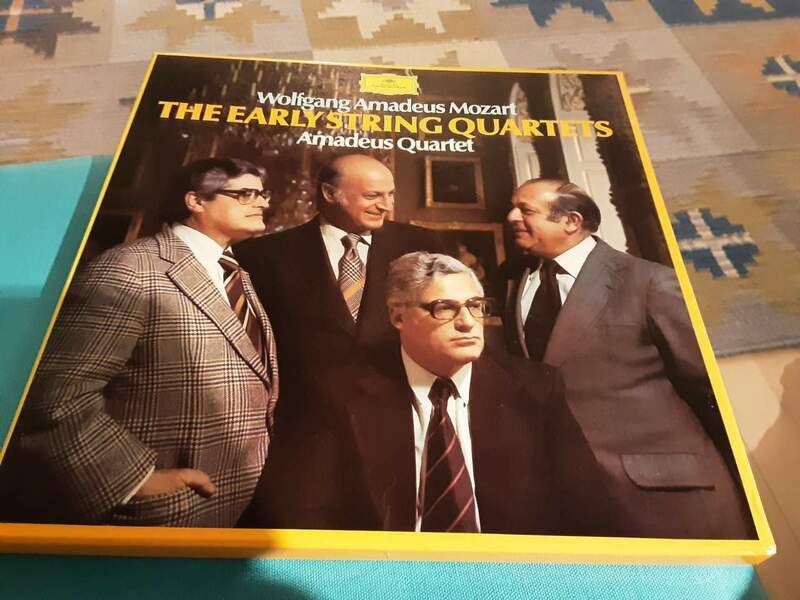 Wolfgang Amadeus Mozart
THE EARLY STRING QUARTETS
Amadeus Quartet